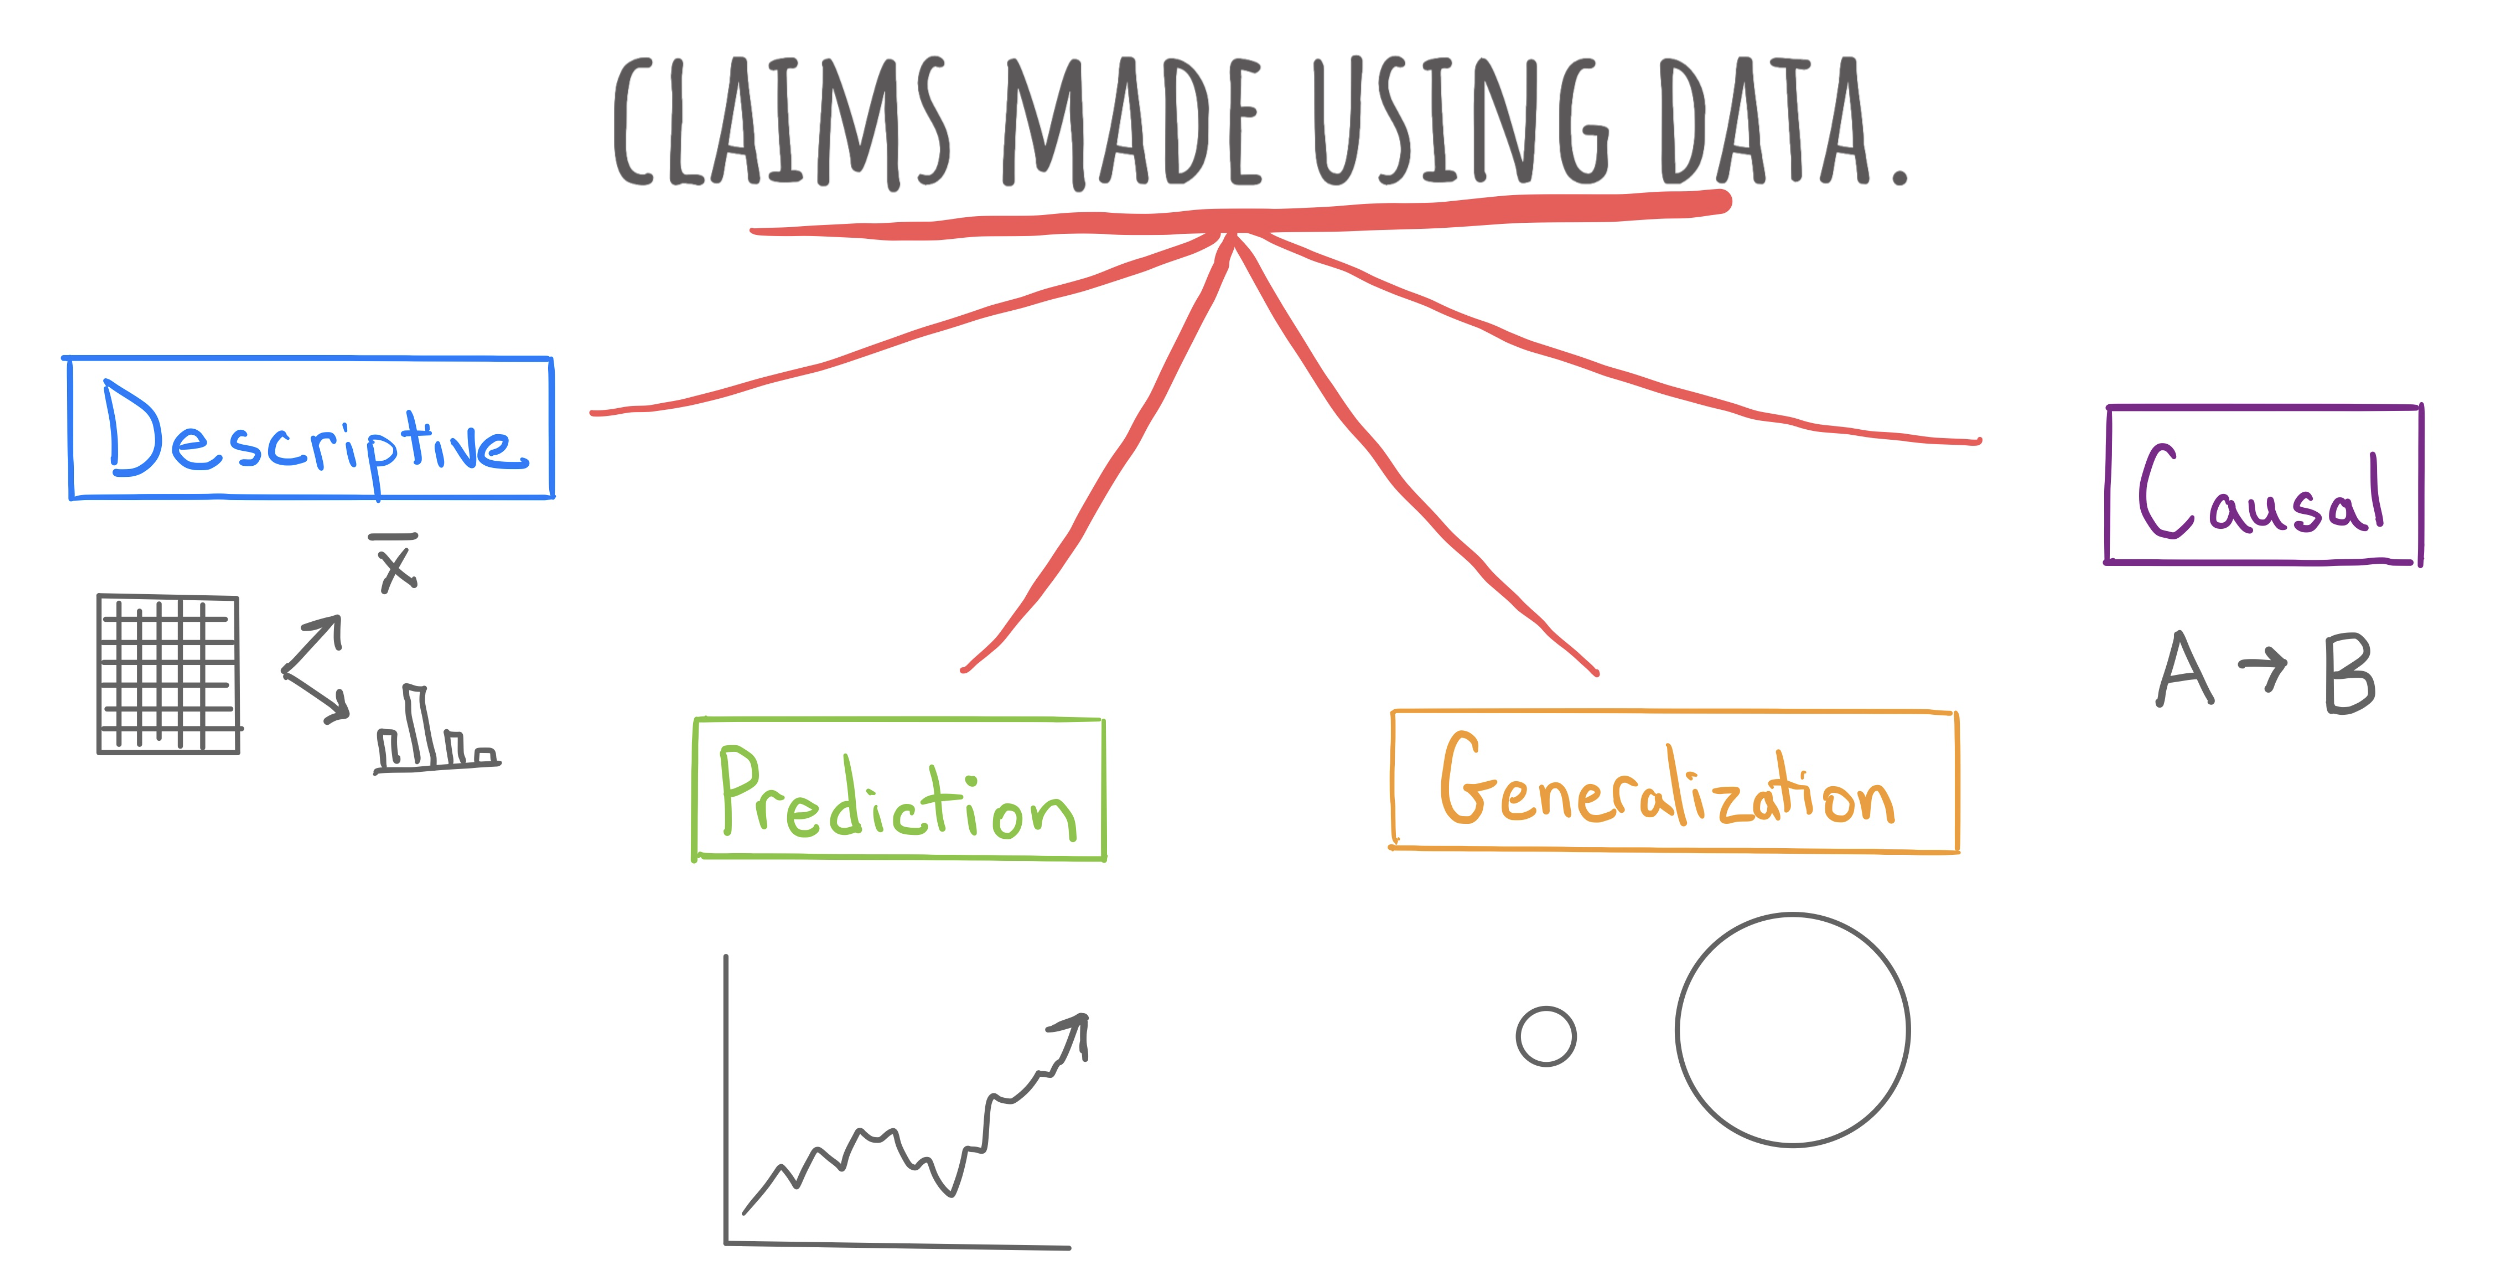 CLAIMS MADE USING DATA.
Descriptive
x̅
Causal
A → B
Prediction
Generalization